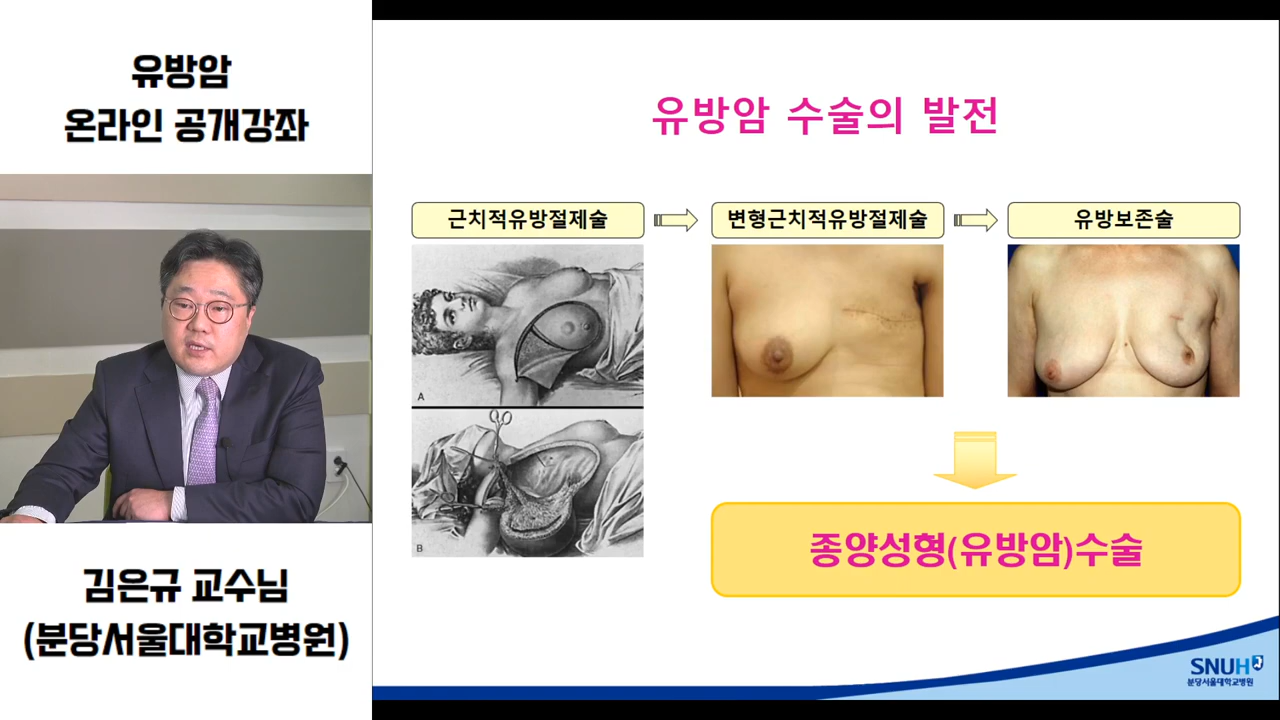 유방암
온라인 공개강좌
김은규 교수님
(분당서울대학교병원)
유방암 수술의 발전
근치적유방절제술
변형근치적유방절제술
유방보존술
A
B
종양성형(유방암)수술
SNUH
분당서울대학교병원